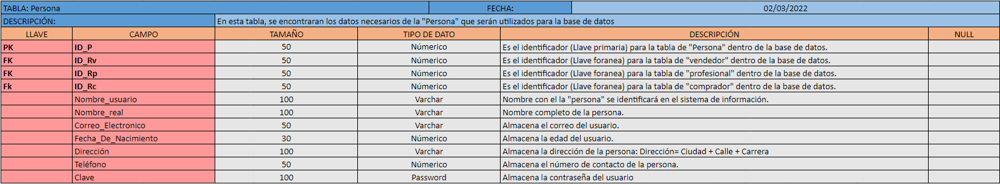 TABLA: Persona FECHA: 02/03/2022
DESCRIPCIÓN: En esta tabla, se encontraran los datos necesarios de la "Persona" que serán utilizados para la base de datos
LLAVE CAMPO TAMAÑO TIPO DE DATO DESCRIPCIÓN NULL
PK ID_P 50 Númerico Es el identificador (Llave primaria) para la tabla de "Persona" dentro de la base de datos.
FK ID_Rv 50 Númerico Es el identificador (Llave foranea) para la tabla de "vendedor" dentro de la base de datos.
FK ID_Rp 50 Númerico Es el identificador (Llave foranea) para la tabla de "profesional" dentro de la base de datos.
Fk ID_Rc 50 Númerico Es el identificador (Llave foranea) para la tabla de "comprador" dentro de la base de datos.
Nombre_usuario 100 Varchar Nombre con el la "persona" se identificará en el sistema de información.
Nombre_real 100 Varchar Nombre completo de la persona.
Correo_Electronico 50 Varchar Almacena el correo del usuario.
Fecha_De_Nacimiento 30 Númerico Almacena la edad del usuario.
Dirección 100 Varchar Almacena la dirección de la persona: Dirección= Ciudad + Calle + Carrera
Teléfono 50 Númerico Almacena el número de contacto de la persona.
Clave 100 Password Almacena la contraseña del usuario